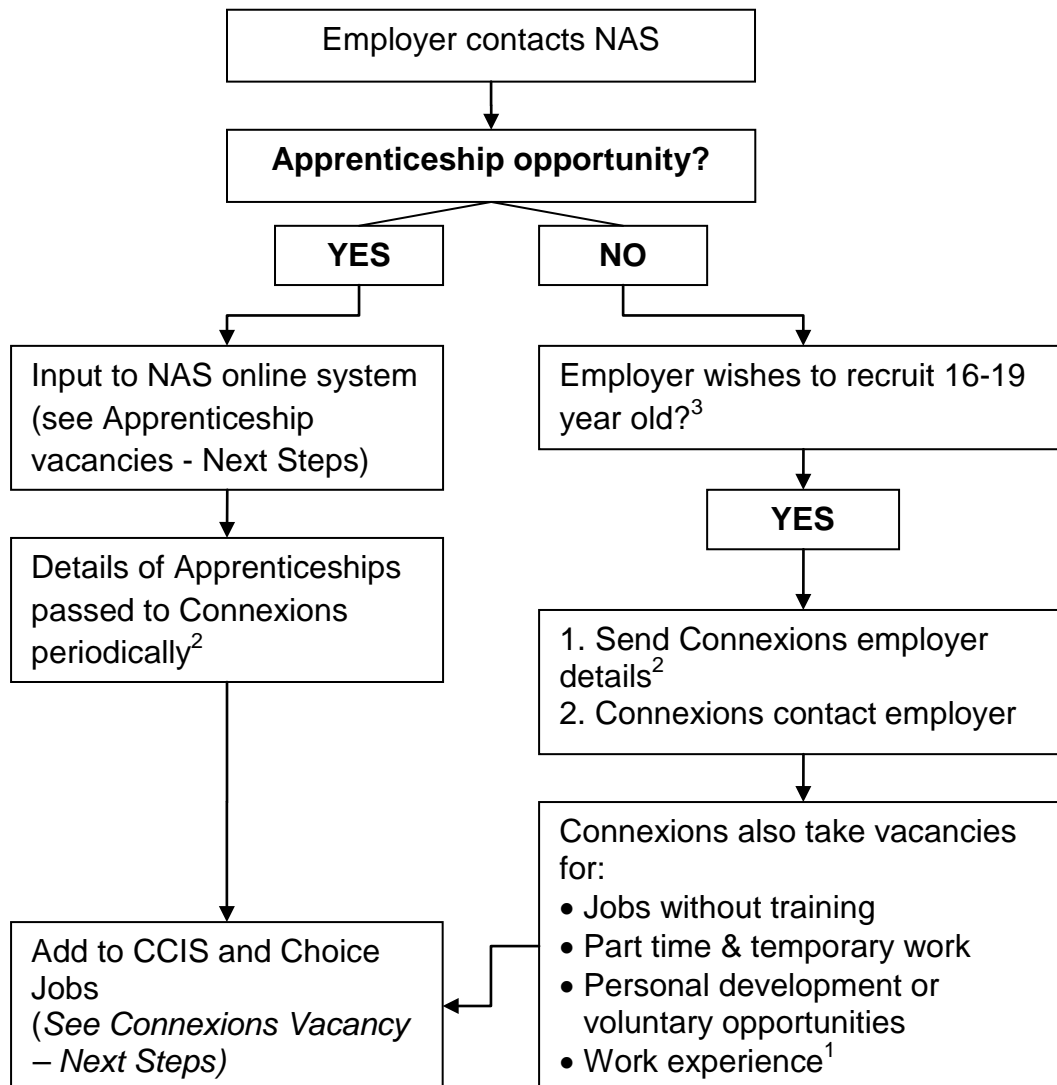 Employer contacts NAS
Apprenticeship opportunity?
YES
NO
Input to NAS online system
(see Apprenticeship
vacancies - Next Steps)
Employer wishes to recruit 16-19
year old?3
YES
Details of Apprenticeships
passed to Connexions
periodically2
1. Send Connexions employer
details2
2. Connexions contact employer
Connexions also take vacancies
for:
• Jobs without training
• Part time & temporary work
• Personal development or
voluntary opportunities
• Work experience1
Add to CCIS and Choice
Jobs
(See Connexions Vacancy
– Next Steps)